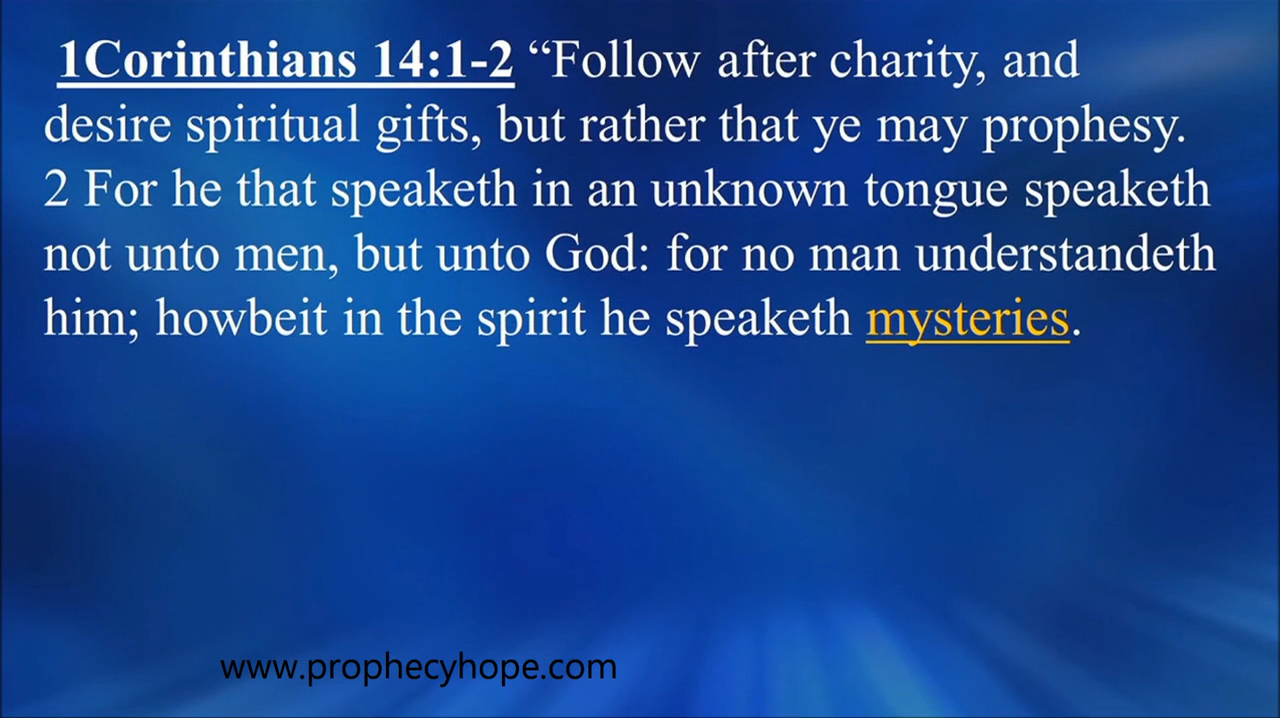 1Corinthians 14:1-2 “Follow after charity, and
desire spiritual gifts, but rather that ye may prophesy.
2 For he that speaketh in an unknown tongue speaketh
not unto men, but unto God: for no man understandeth
him; howbeit in the spirit he speaketh mysteries.
www.prophecyhope.com